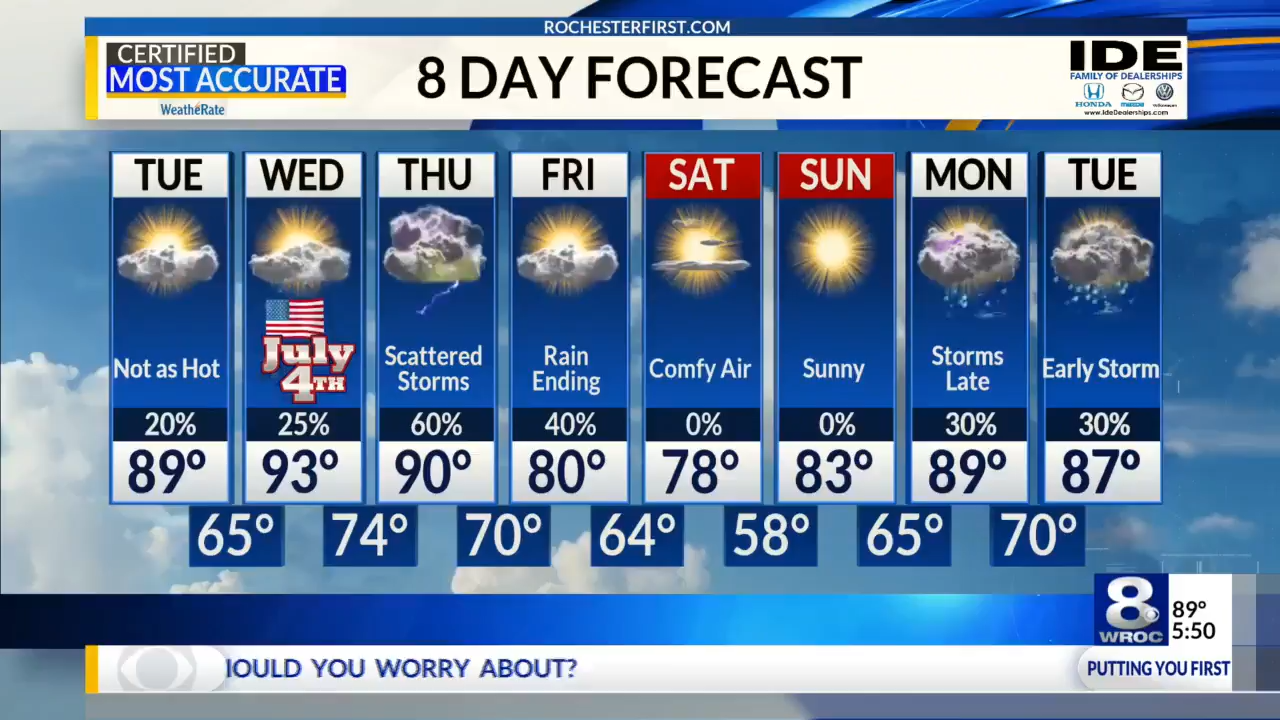 ROCHESTERFIRST.COM
CERTIFIED
MOST ACCURATE
WeatheRate
8 DAY FORECAST
IDE
FAMILY OF DEALERSHIPS
HONDA mazda Volkswagen
www.IdeDealerships.com
TUE WED THU FRI SAT SUN MON TUE
July
4TH
Not as Hot
Scattered
Storms
Rain
Ending
Comfy Air
Sunny
Storms
Late
Early Storm
20% 25% 60% 40% 0% 0% 30% 30%
89° 93° 90° 80° 78° 83° 89° 87°
65° 74° 70° 64° 58° 65° 70°
8
WROC
89°
5:50
IOULD YOU WORRY ABOUT?
PUTTING YOU FIRST